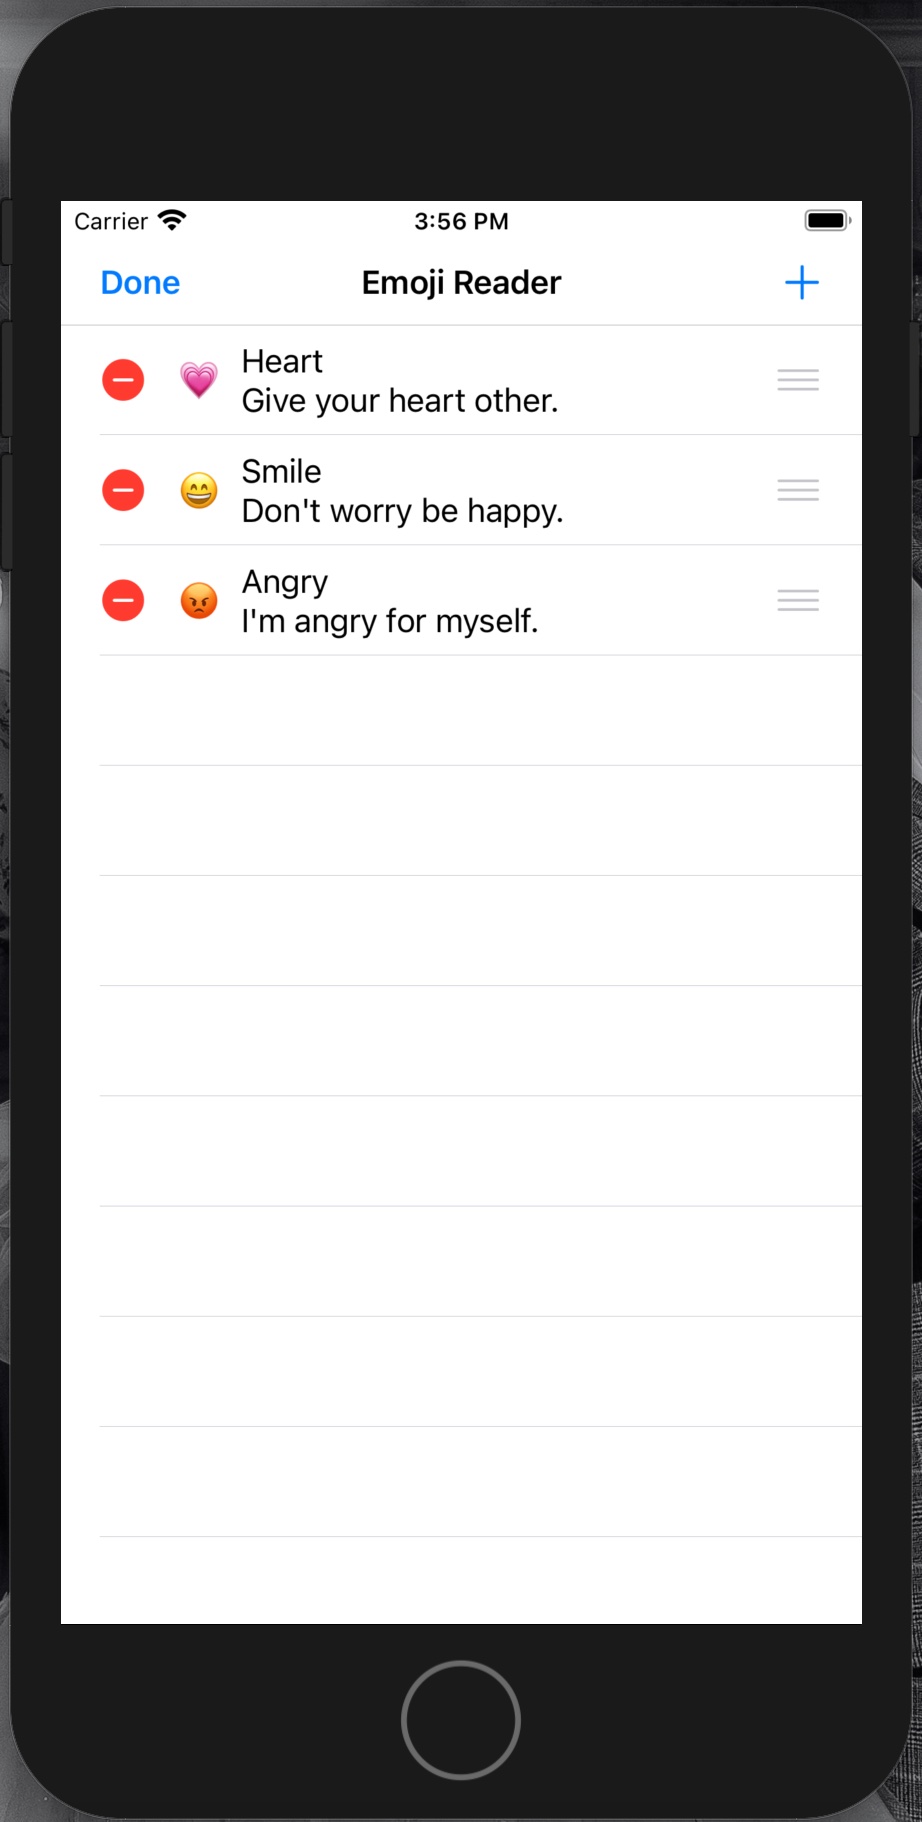 Carrier 3:56 PM
Done Emoji Reader +
💗 Heart
Give your heart other.
😄 Smile
Don't worry be happy.
😡 Angry
I'm angry for myself.